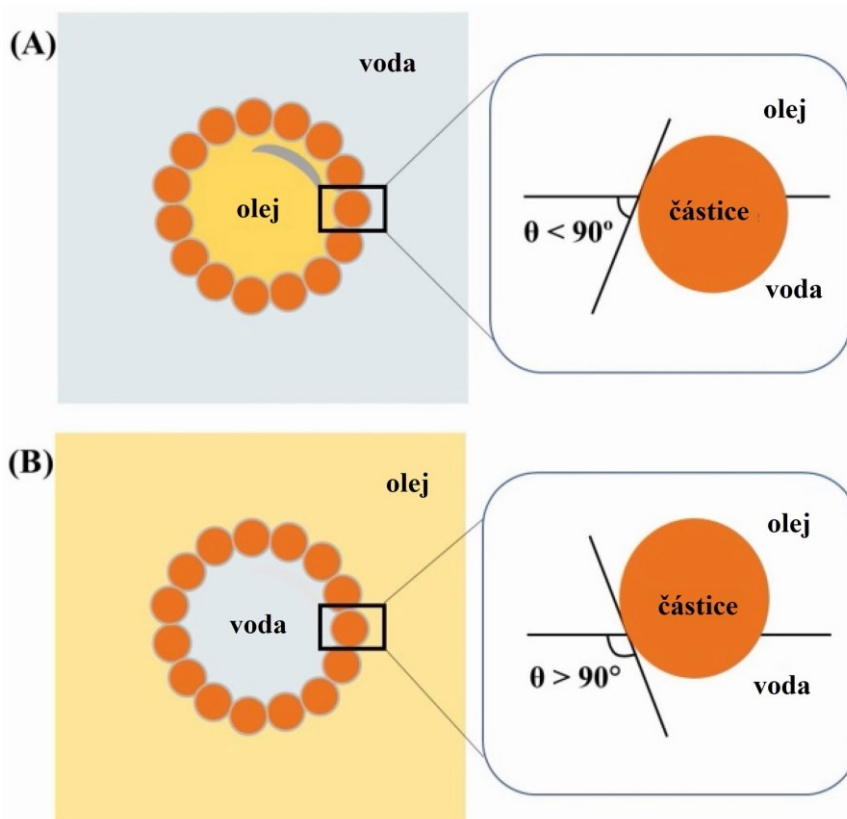 (A)
voda
olej
olej
částice
θ < 90º
voda
(B)
olej
voda
olej
částice
θ > 90°
voda